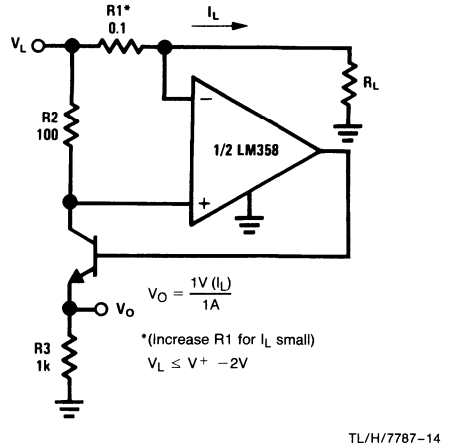 R1*
0.1
I_L
V_L
R_L
R2
100
−
1/2 LM358
+
V_O = 1V (I_L) / 1A
V_O
*(Increase R1 for I_L small)
R3
1k
V_L ≤ V⁺ −2V
TL/H/7787–14